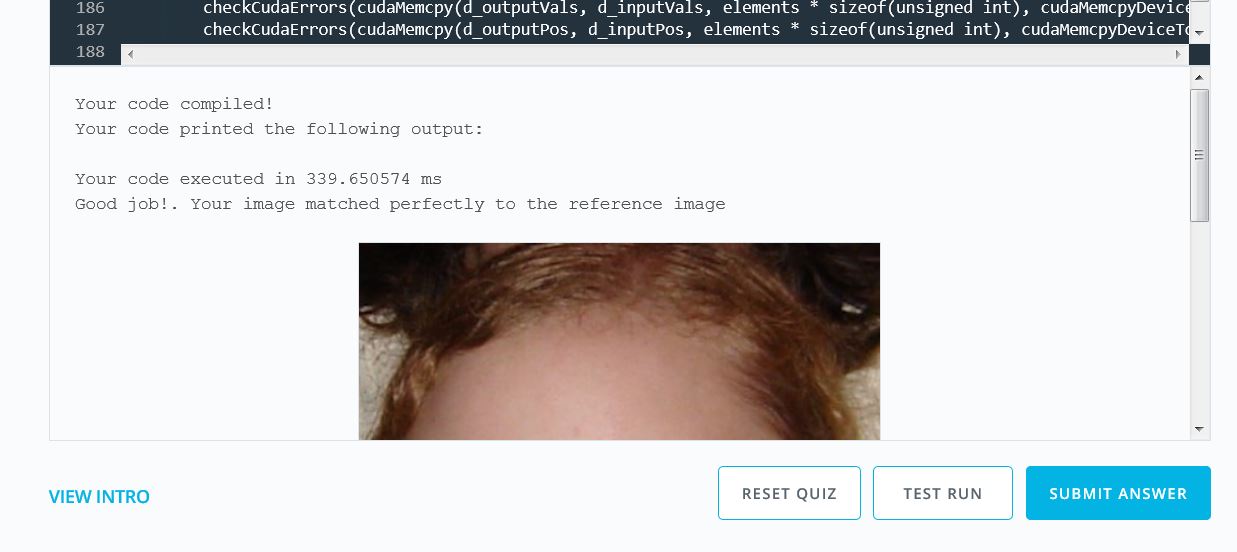 186 checkCudaErrors(cudaMemcpy(d_outputVals, d_inputVals, elements * sizeof(unsigned int), cudaMemcpyDevice
187 checkCudaErrors(cudaMemcpy(d_outputPos, d_inputPos, elements * sizeof(unsigned int), cudaMemcpyDeviceTo
188
Your code compiled!
Your code printed the following output:
Your code executed in 339.650574 ms
Good job!. Your image matched perfectly to the reference image
VIEW INTRO
RESET QUIZ
TEST RUN
SUBMIT ANSWER